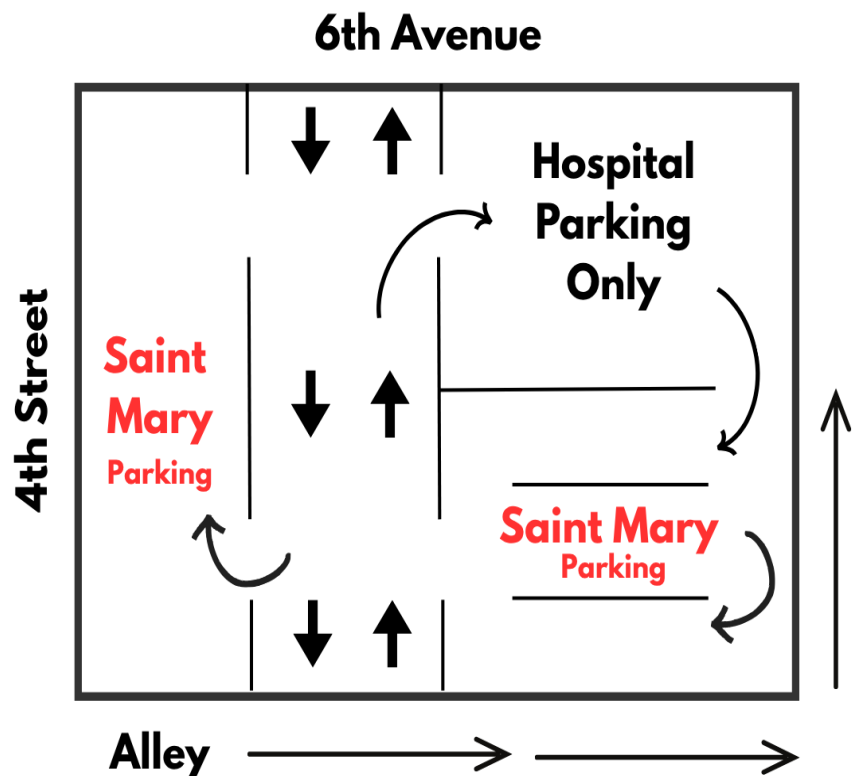 6th Avenue
Hospital
Parking
Only
4th Street
Saint
Mary
Parking
Saint Mary
Parking
Alley